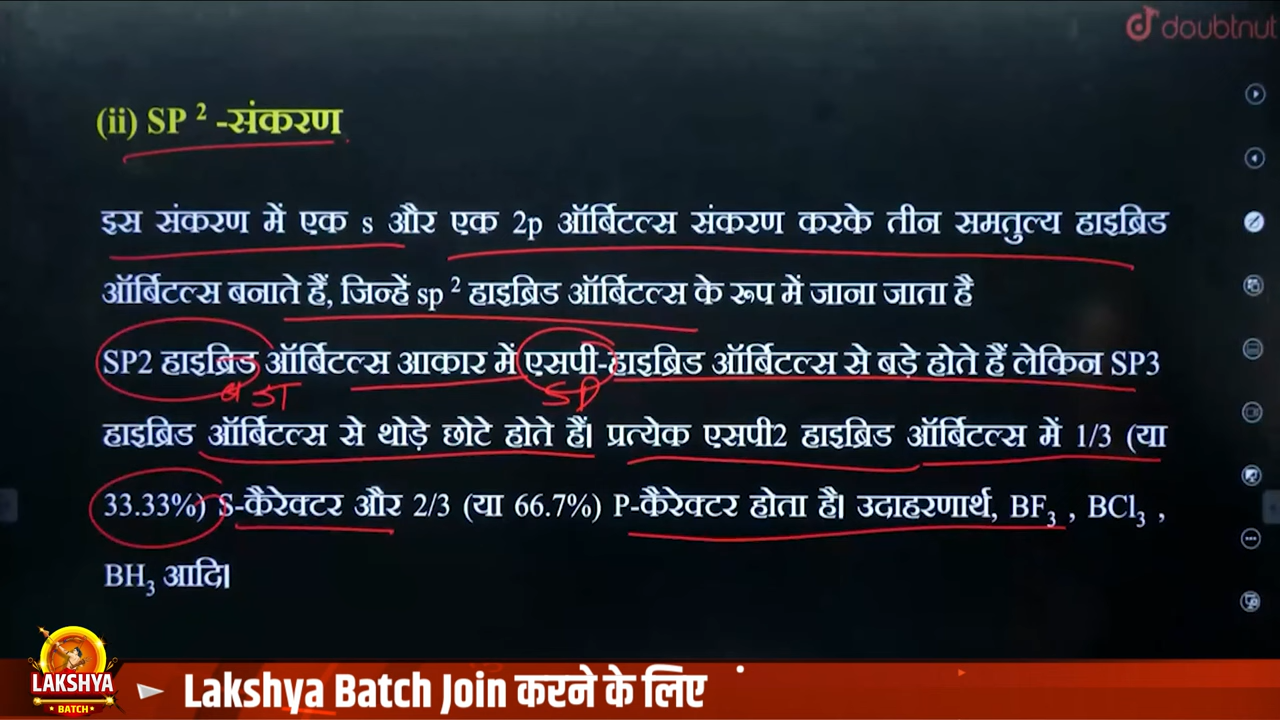 doubtnut
(ii) SP ² -संकरण
इस संकरण में एक s और एक 2p ऑर्बिटल्स संकरण करके तीन समतुल्य हाइब्रिड
ऑर्बिटल्स बनाते हैं, जिन्हें sp ² हाइब्रिड ऑर्बिटल्स के रूप में जाना जाता है
SP2 हाइब्रिड ऑर्बिटल्स आकार में एसपी-हाइब्रिड ऑर्बिटल्स से बड़े होते हैं लेकिन SP3
SP
हाइब्रिड ऑर्बिटल्स से थोड़े छोटे होते हैं। प्रत्येक एसपी2 हाइब्रिड ऑर्बिटल्स में 1/3 (या
33.33%) S-कैरेक्टर और 2/3 (या 66.7%) P-कैरेक्टर होता है। उदाहरणार्थ, BF₃ , BCl₃ ,
BH₃ आदि।
LAKSHYA
BATCH
Lakshya Batch Join करने के लिए